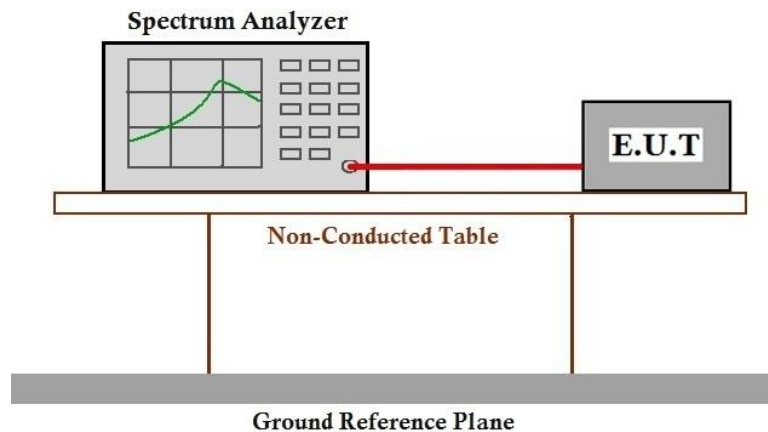 Spectrum Analyzer
E.U.T
Non-Conducted Table
Ground Reference Plane